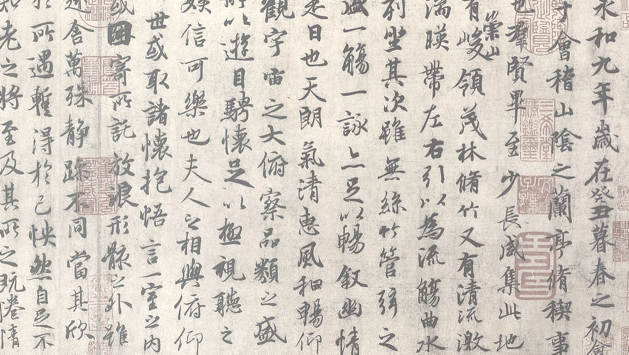 永和九年歲在癸丑暮春之初會
于會稽山陰之蘭亭脩禊事
也羣賢畢至少長咸集此地
有崇山峻領茂林脩竹又有清流激
湍暎帶左右引以為流觴曲水
列坐其次雖無絲竹管弦之
盛一觴一詠亦足以暢敘幽情
是日也天朗氣清惠風和暢仰
觀宇宙之大俯察品類之盛
所以遊目騁懷足以極視聽之
娛信可樂也夫人之相與俯仰
世或取諸懷抱悟言一室之內
或因寄所託放浪形骸之外雖
舍萬殊靜躁不同當其欣
於所遇暫得於己怏然自足不
知老之將至及其所之既惓情